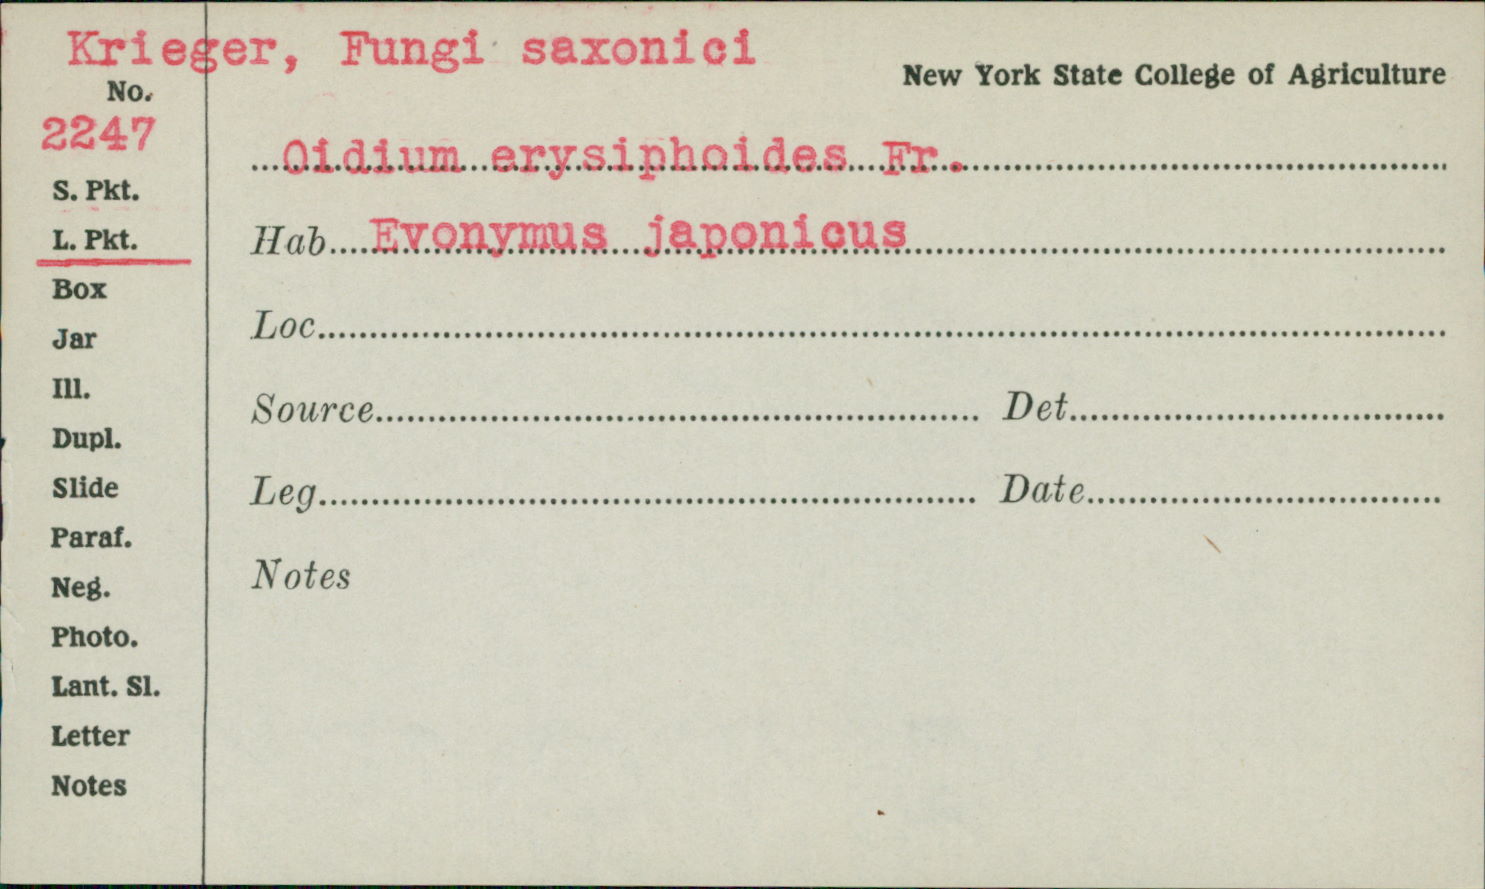 Krieger, Fungi saxonici
New York State College of Agriculture
No.
2247
Oidium erysiphoides Fr.
S. Pkt.
L. Pkt.
Hab. Evonymus japonicus
Box
Loc.
Jar
Ill.
Source Det.
Dupl.
Slide
Leg. Date
Paraf.
Neg.
Notes
Photo.
Lant. Sl.
Letter
Notes